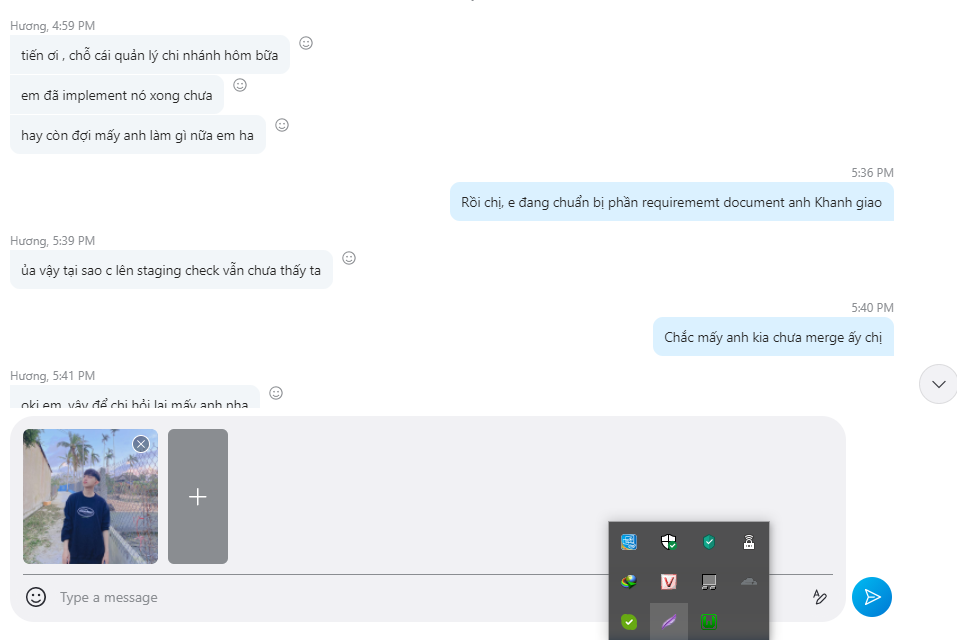 Hương, 4:59 PM
tiến ơi , chỗ cái quản lý chi nhánh hôm bữa
em đã implement nó xong chưa
hay còn đợi mấy anh làm gì nữa em ha
5:36 PM
Rồi chị, e đang chuẩn bị phần requirememt document anh Khanh giao
Hương, 5:39 PM
ủa vậy tại sao c lên staging check vẫn chưa thấy ta
5:40 PM
Chắc mấy anh kia chưa merge ấy chị
Hương, 5:41 PM
oki em, vậy để chị hỏi lại mấy anh nha
Type a message